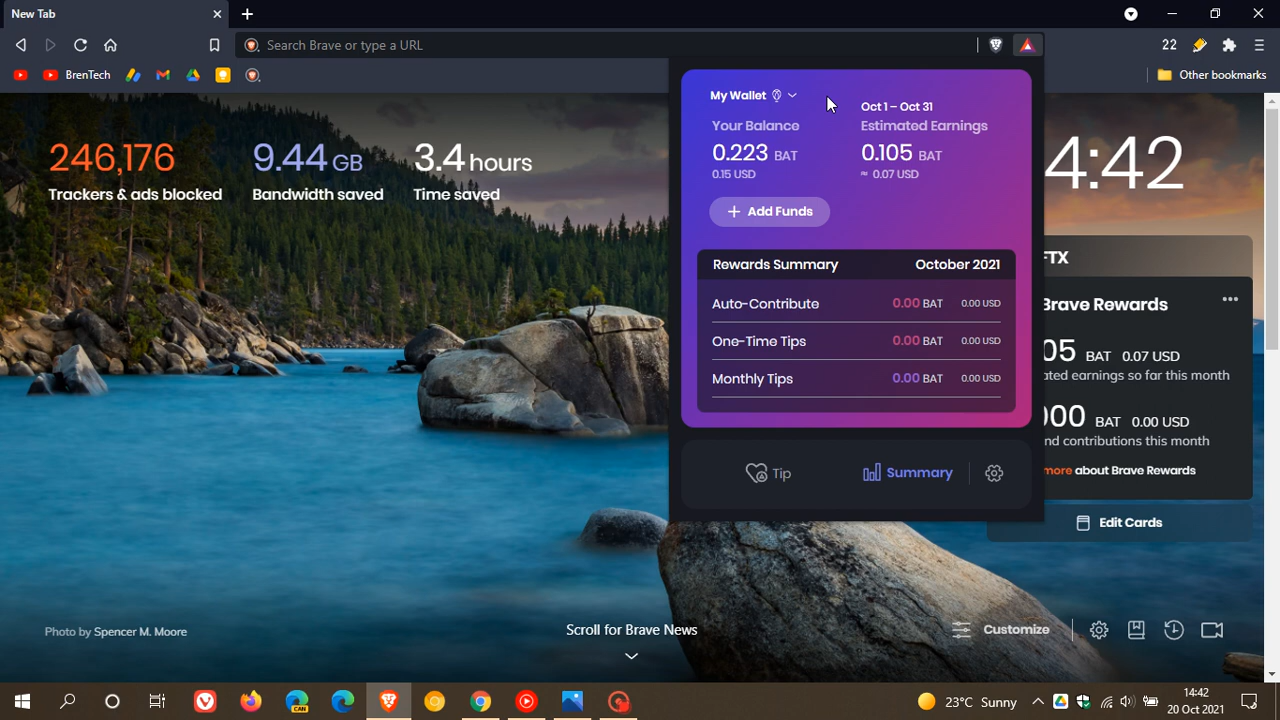 New Tab
Search Brave or type a URL
22
BrenTech
Other bookmarks
246,176
Trackers & ads blocked
9.44 GB
Bandwidth saved
3.4 hours
Time saved
My Wallet
Your Balance
0.223 BAT
0.15 USD
Oct 1 – Oct 31
Estimated Earnings
0.105 BAT
≈ 0.07 USD
+ Add Funds
Rewards Summary October 2021
Auto-Contribute 0.00 BAT 0.00 USD
One-Time Tips 0.00 BAT 0.00 USD
Monthly Tips 0.00 BAT 0.00 USD
Tip
Summary
4:42
FTX
Brave Rewards
05 BAT 0.07 USD
ated earnings so far this month
000 BAT 0.00 USD
nd contributions this month
more about Brave Rewards
Edit Cards
Photo by Spencer M. Moore
Scroll for Brave News
Customize
CAN
23°C Sunny
14:42
20 Oct 2021